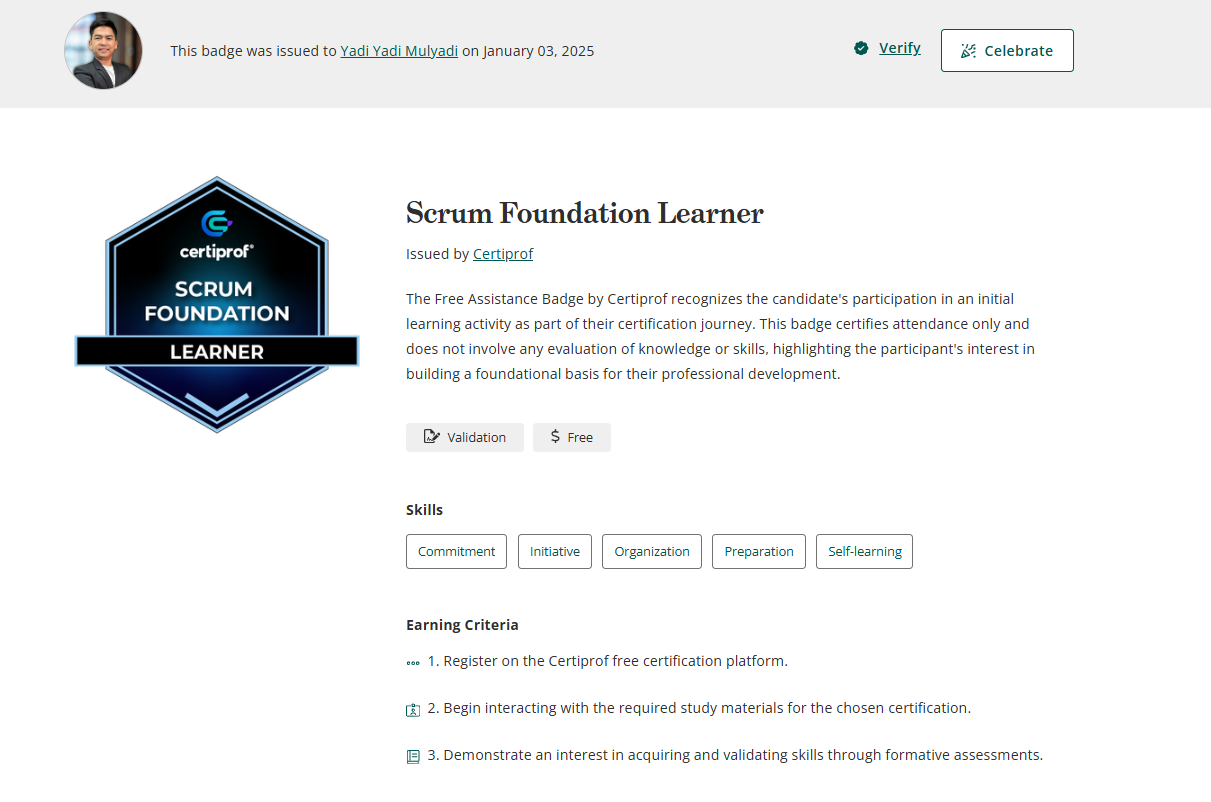 This badge was issued to Yadi Yadi Mulyadi on January 03, 2025
Verify
Celebrate
certiprof®
SCRUM
FOUNDATION
LEARNER
Scrum Foundation Learner
Issued by Certiprof
The Free Assistance Badge by Certiprof recognizes the candidate's participation in an initial
learning activity as part of their certification journey. This badge certifies attendance only and
does not involve any evaluation of knowledge or skills, highlighting the participant's interest in
building a foundational basis for their professional development.
Validation
$ Free
Skills
Commitment
Initiative
Organization
Preparation
Self-learning
Earning Criteria
1. Register on the Certiprof free certification platform.
2. Begin interacting with the required study materials for the chosen certification.
3. Demonstrate an interest in acquiring and validating skills through formative assessments.